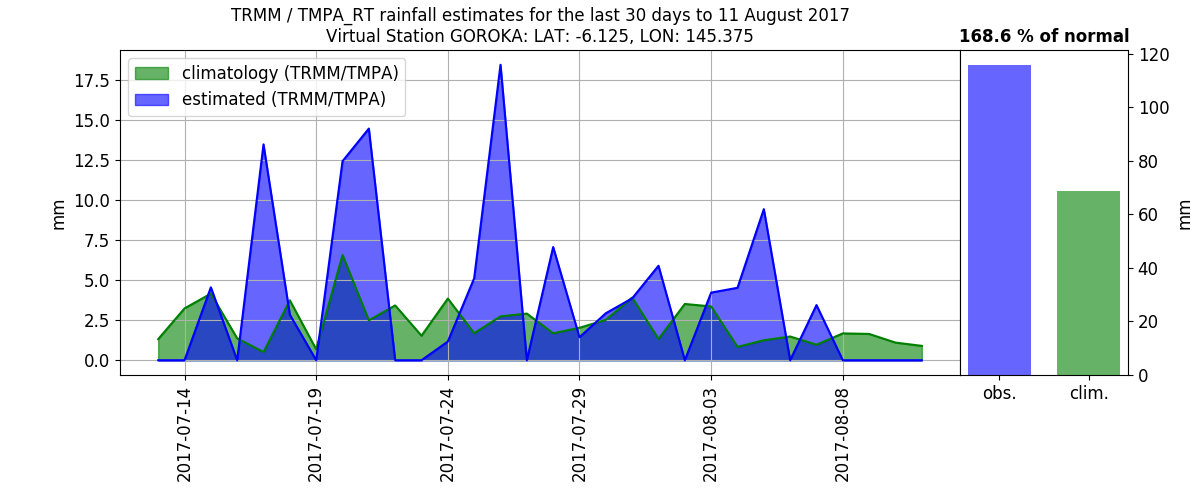 TRMM / TMPA_RT rainfall estimates for the last 30 days to 11 August 2017
Virtual Station GOROKA: LAT: -6.125, LON: 145.375
168.6 % of normal
climatology (TRMM/TMPA)
estimated (TRMM/TMPA)
mm
17.5
15.0
12.5
10.0
7.5
5.0
2.5
0.0
2017-07-14
2017-07-19
2017-07-24
2017-07-29
2017-08-03
2017-08-08
120
100
80
60
40
20
0
mm
obs.
clim.